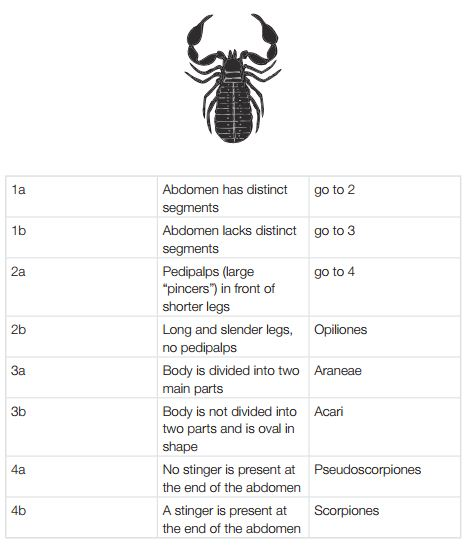 1a Abdomen has distinct go to 2
segments
1b Abdomen lacks distinct go to 3
segments
2a Pedipalps (large go to 4
“pincers”) in front of
shorter legs
2b Long and slender legs, Opiliones
no pedipalps
3a Body is divided into two Araneae
main parts
3b Body is not divided into Acari
two parts and is oval in
shape
4a No stinger is present at Pseudoscorpiones
the end of the abdomen
4b A stinger is present at Scorpiones
the end of the abdomen